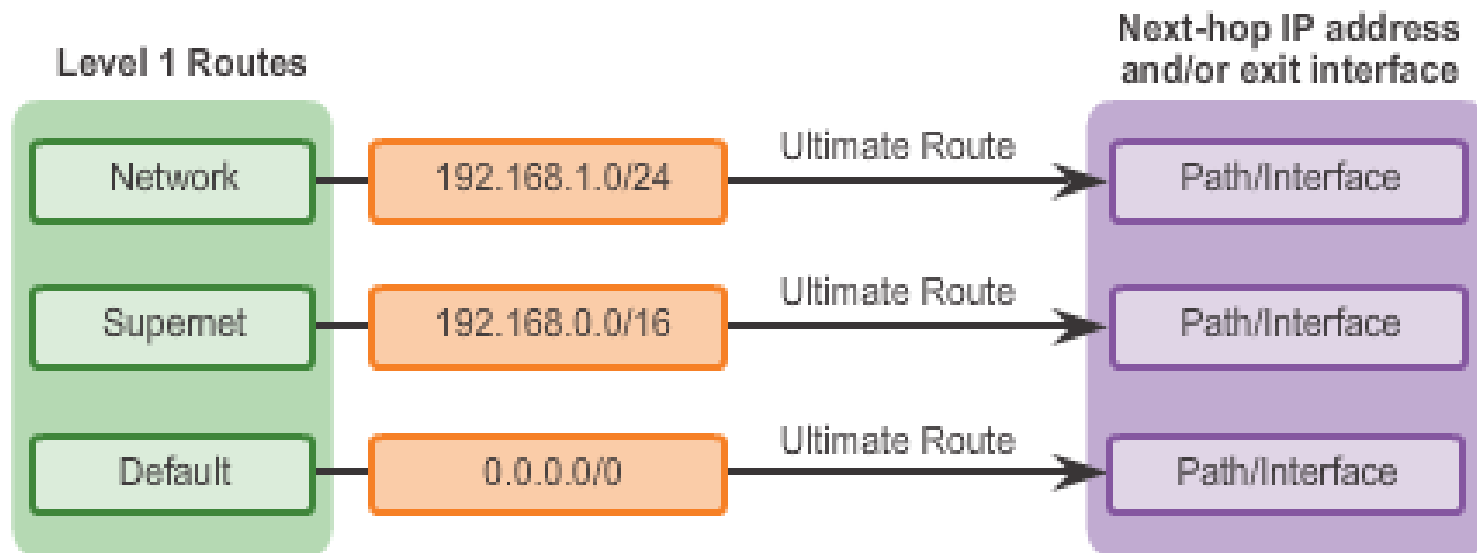 Level 1 Routes
Next-hop IP address
and/or exit interface
Network
192.168.1.0/24
Ultimate Route
Path/Interface
Supernet
192.168.0.0/16
Ultimate Route
Path/Interface
Default
0.0.0.0/0
Ultimate Route
Path/Interface